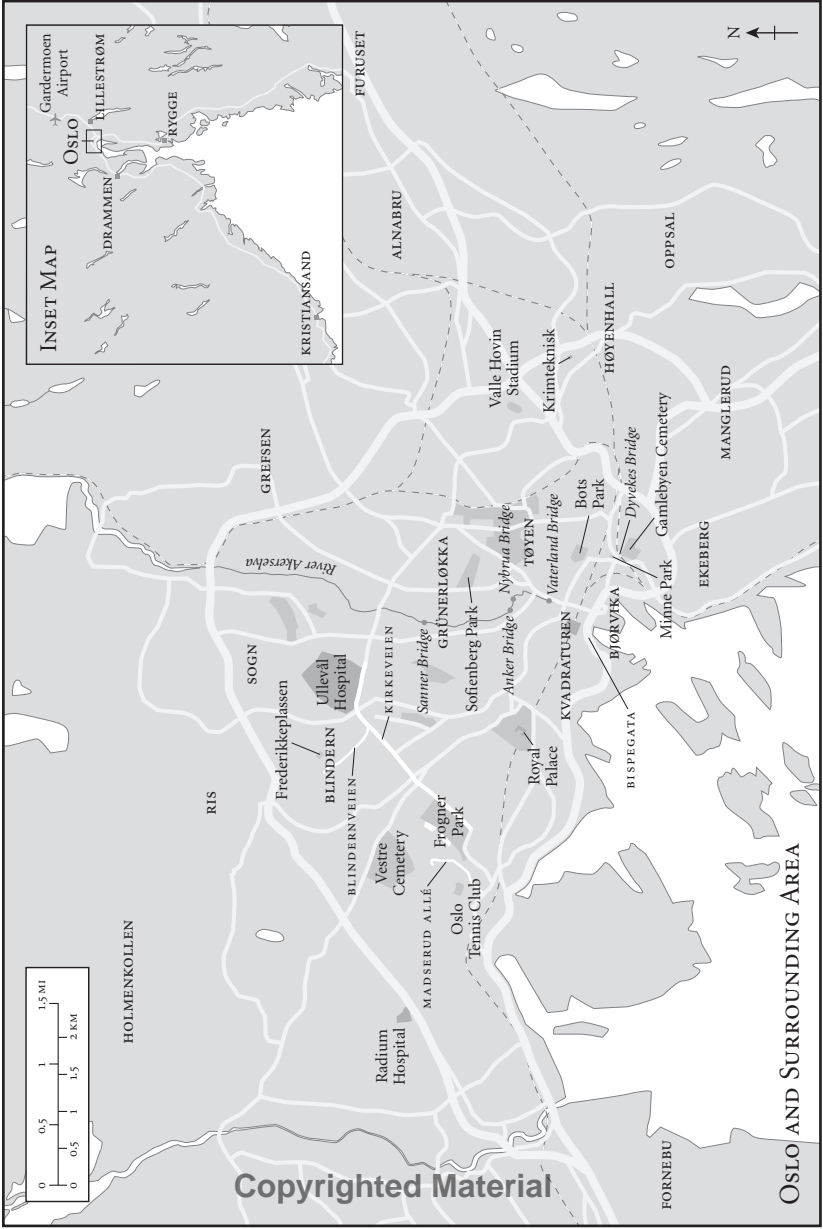 INSET MAP
Gardermoen
Airport
OSLO
LILLESTRØM
DRAMMEN
RYGGE
KRISTIANSAND
N
0 0.5 1 1.5 MI
0 0.5 1 1.5 2 KM
HOLMENKOLLEN
RIS
SOGN
GREFSEN
FURUSET
ALNABRU
River Akerselva
Frederikkeplassen
BLINDERN
Ullevål
Hospital
BLINDERNVEIEN
KIRKEVEIEN
Vestre
Cemetery
Frogner
Park
MADSERUD ALLÉ
Oslo
Tennis Club
Radium
Hospital
Sanner Bridge
GRÜNERLØKKA
Sofienberg Park
Nybrua Bridge
Anker Bridge
TØYEN
Vaterland Bridge
Valle Hovin
Stadium
Krimteknisk
HØYENHALL
OPPSAL
Bots
Park
Dyvekes Bridge
Gamlebyen Cemetery
MANGLERUD
Royal
Palace
KVADRATUREN
BJØRVIKA
BISPEGATA
Minne Park
EKEBERG
FORNEBU
OSLO AND SURROUNDING AREA
Copyrighted Material